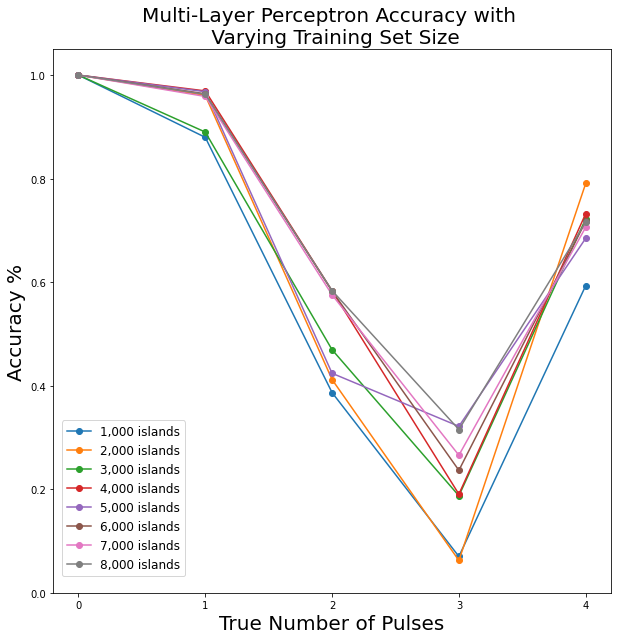 Multi-Layer Perceptron Accuracy with
Varying Training Set Size
Accuracy %
1.0
0.8
0.6
0.4
0.2
0.0
1,000 islands
2,000 islands
3,000 islands
4,000 islands
5,000 islands
6,000 islands
7,000 islands
8,000 islands
0 1 2 3 4
True Number of Pulses